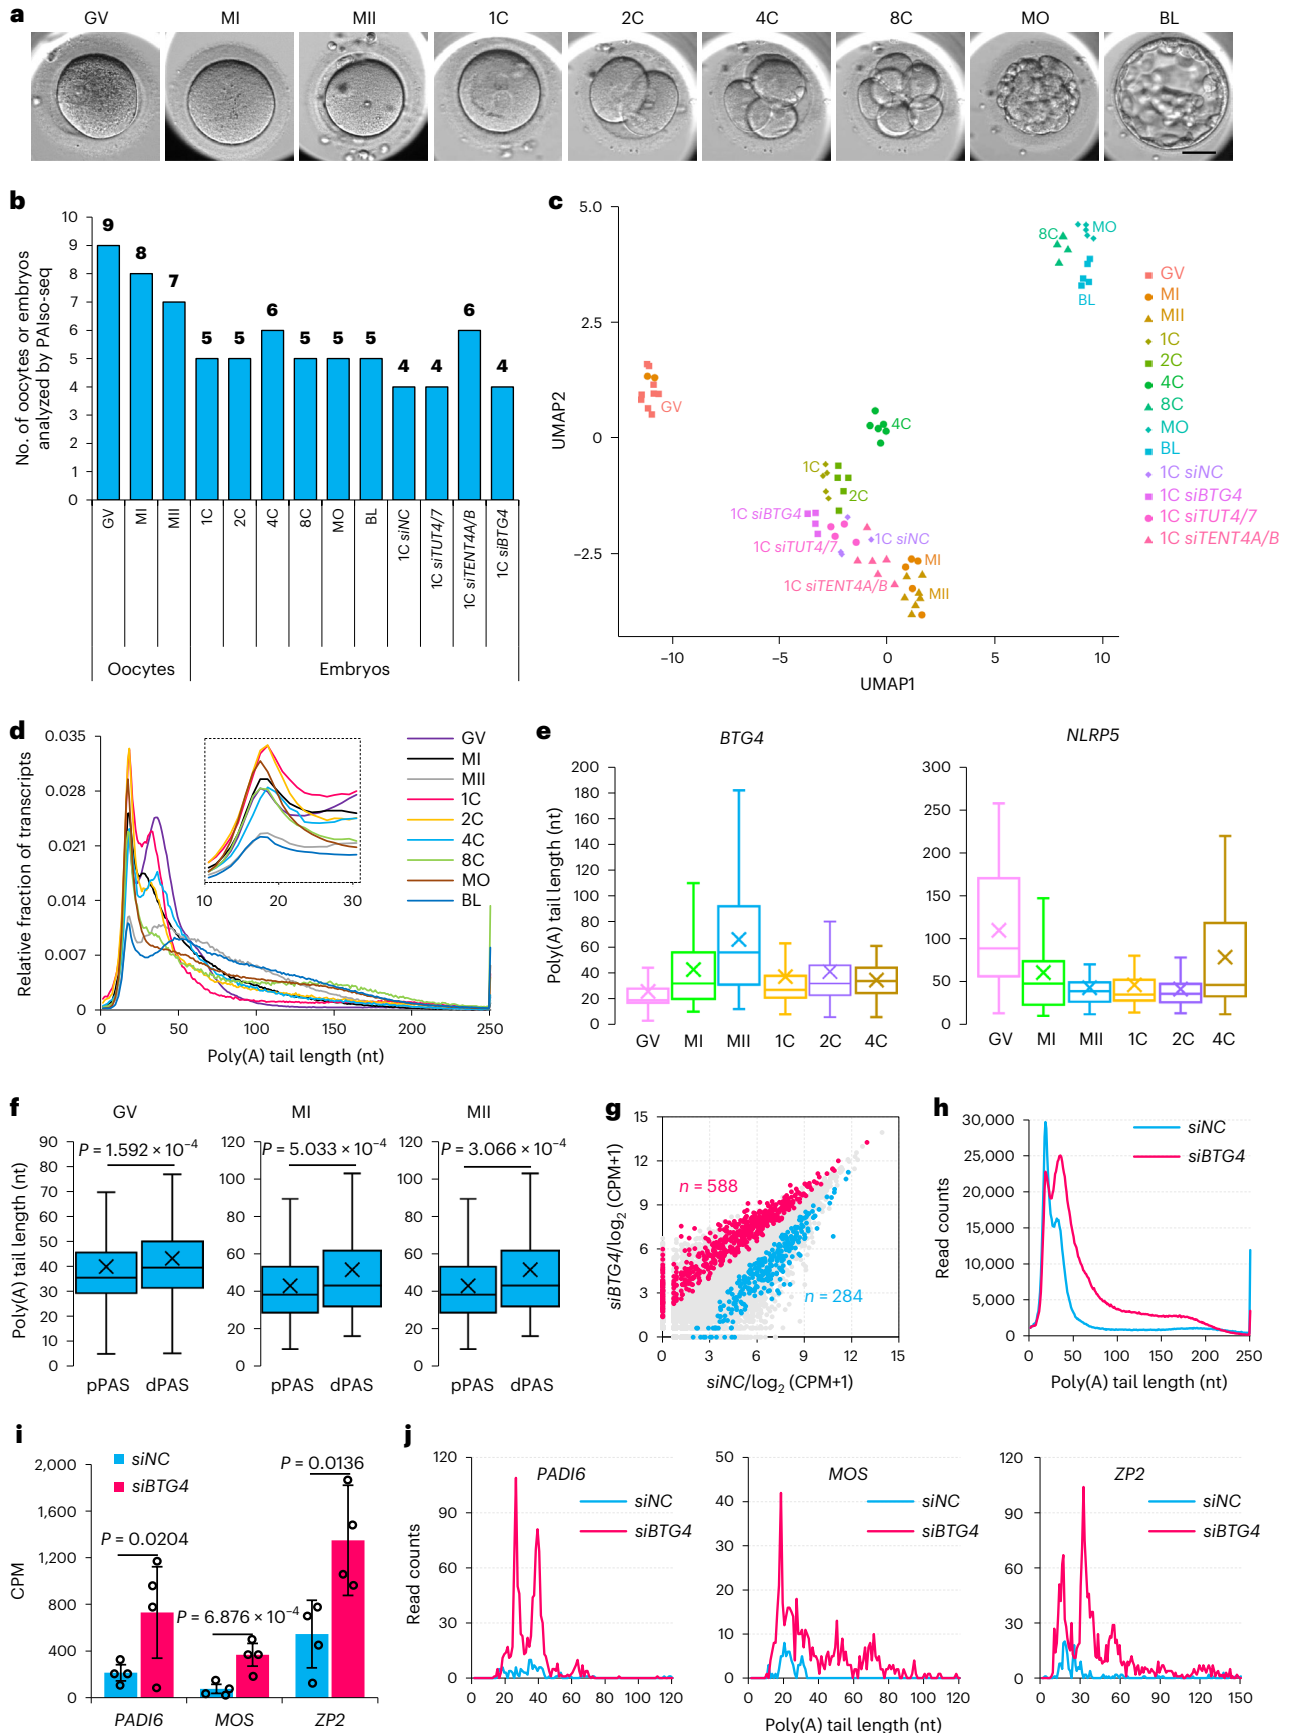 a
GV MI MII 1C 2C 4C 8C MO BL
b
No. of oocytes or embryos
analyzed by PAIso-seq
10
9
8
7
6
5
4
3
2
1
0
9 8 7 5 5 6 5 5 5 4 4 6 4
GV MI MII 1C 2C 4C 8C MO BL 1C siNC 1C siTUT4/7 1C siTENT4A/B 1C siBTG4
Oocytes Embryos
c
UMAP2
5.0
2.5
0
−2.5
−10 −5 0 5 10
UMAP1
8C MO
BL
GV
4C
1C
2C
1C siBTG4
1C siTUT4/7
1C siNC
1C siTENT4A/B
MI
MII
GV
MI
MII
1C
2C
4C
8C
MO
BL
1C siNC
1C siBTG4
1C siTUT4/7
1C siTENT4A/B
d
Relative fraction of transcripts
0.035
0.028
0.021
0.014
0.007
0
0 50 100 150 200 250
Poly(A) tail length (nt)
10 20 30
GV
MI
MII
1C
2C
4C
8C
MO
BL
e
BTG4
Poly(A) tail length (nt)
200
180
160
140
120
100
80
60
40
20
0
GV MI MII 1C 2C 4C
NLRP5
300
250
200
150
100
50
0
GV MI MII 1C 2C 4C
f
GV MI MII
Poly(A) tail length (nt)
90
80
70
60
50
40
30
20
10
0
P = 1.592 × 10−4
pPAS dPAS
120
100
80
60
40
20
0
P = 5.033 × 10−4
pPAS dPAS
120
100
80
60
40
20
0
P = 3.066 × 10−4
pPAS dPAS
g
siBTG4/log2 (CPM+1)
15
12
9
6
3
0
n = 588
n = 284
0 3 6 9 12 15
siNC/log2 (CPM+1)
h
Read counts
30,000
25,000
20,000
15,000
10,000
5,000
0
siNC
siBTG4
0 50 100 150 200 250
Poly(A) tail length (nt)
i
siNC
siBTG4
CPM
2,000
1,600
1,200
800
400
0
P = 0.0204
P = 6.876 × 10−4
P = 0.0136
PADI6 MOS ZP2
j
Read counts
120
90
60
30
0
PADI6
siNC
siBTG4
0 20 40 60 80 100 120
50
40
30
20
10
0
MOS
siNC
siBTG4
0 20 40 60 80 100 120
120
90
60
30
0
ZP2
siNC
siBTG4
0 30 60 90 120 150
Poly(A) tail length (nt)